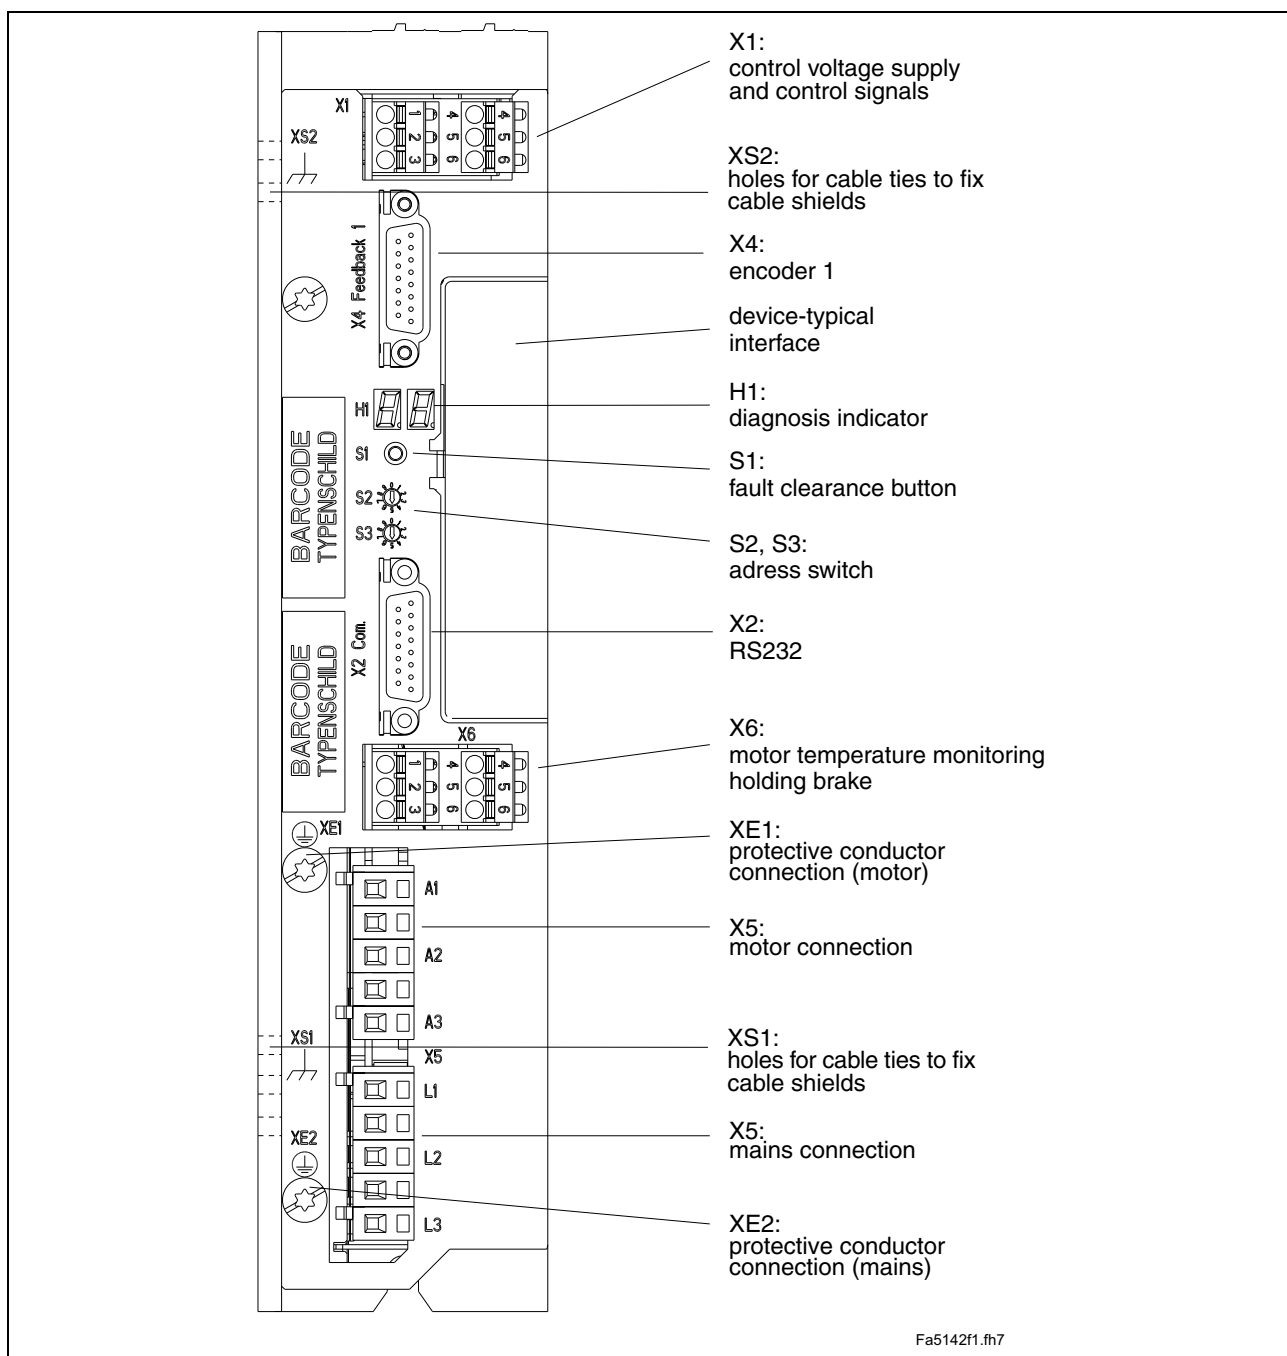 X1:
control voltage supply
and control signals
XS2:
holes for cable ties to fix
cable shields
X4:
encoder 1
device-typical
interface
H1:
diagnosis indicator
S1:
fault clearance button
S2, S3:
adress switch
X2:
RS232
X6:
motor temperature monitoring
holding brake
XE1:
protective conductor
connection (motor)
X5:
motor connection
XS1:
holes for cable ties to fix
cable shields
X5:
mains connection
XE2:
protective conductor
connection (mains)
X1
1 4 4
2 5 5
3 6 6
XS2
X4 Feedback 1
H1
S1
S2
S3
BARCODE
TYPENSCHILD
X2 Com.
BARCODE
TYPENSCHILD
X6
1 4 4
2 5 5
3 6 6
XE1
A1
A2
A3
XS1
X5
L1
XE2
L2
L3
Fa5142f1.fh7